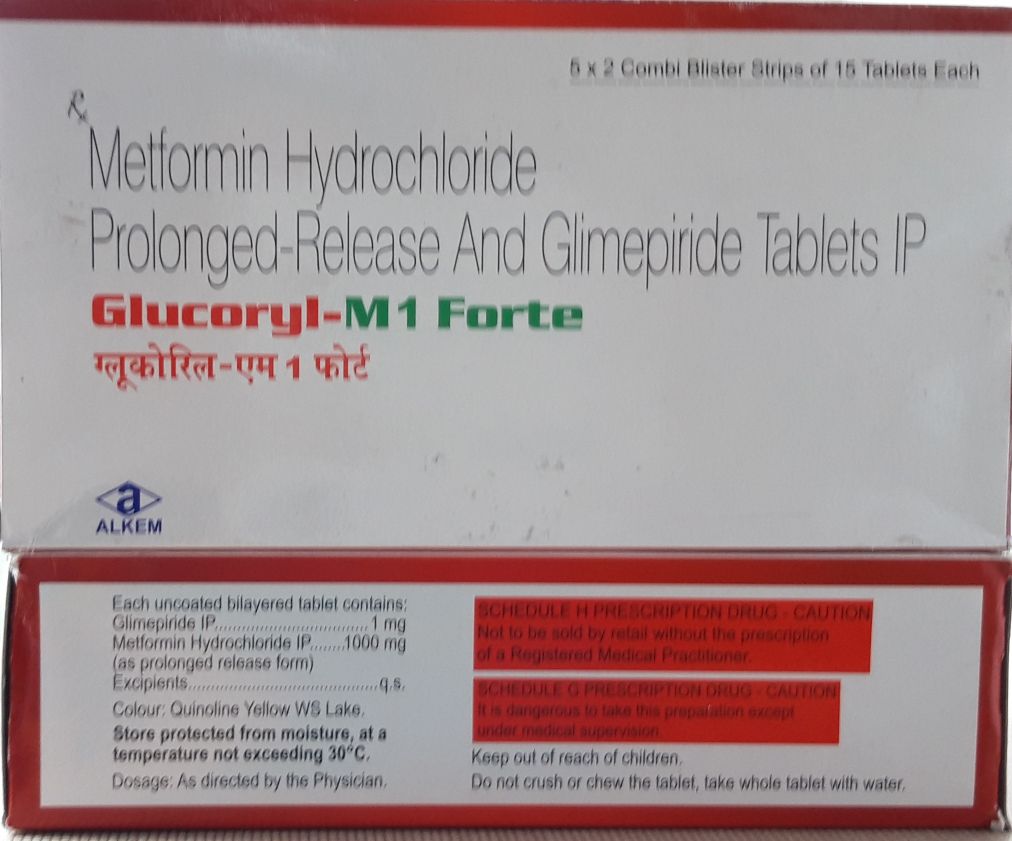 5 x 2 Combi Blister Strips of 15 Tablets Each
Rx
Metformin Hydrochloride
Prolonged-Release And Glimepiride Tablets IP
Glucoryl-M1 Forte
ग्लूकोरिल-एम 1 फोर्ट
a
ALKEM
Each uncoated bilayered tablet contains:
Glimepiride IP................................1 mg
Metformin Hydrochloride IP........1000 mg
(as prolonged release form)
Excipients.......................................q.s.
Colour: Quinoline Yellow WS Lake.
Store protected from moisture, at a
temperature not exceeding 30°C.
Dosage: As directed by the Physician.
SCHEDULE H PRESCRIPTION DRUG - CAUTION
Not to be sold by retail without the prescription
of a Registered Medical Practitioner.
SCHEDULE G PRESCRIPTION DRUG - CAUTION
It is dangerous to take this preparation except
under medical supervision.
Keep out of reach of children.
Do not crush or chew the tablet, take whole tablet with water.